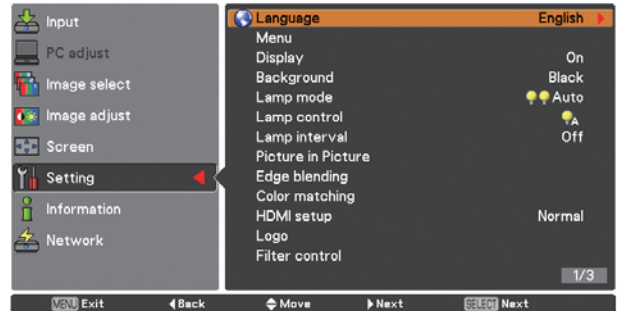 Input
PC adjust
Image select
Image adjust
Screen
Setting
Information
Network
Language English
Menu
Display On
Background Black
Lamp mode Auto
Lamp control A
Lamp interval Off
Picture in Picture
Edge blending
Color matching
HDMI setup Normal
Logo
Filter control
1/3
MENU Exit Back Move Next SELECT Next